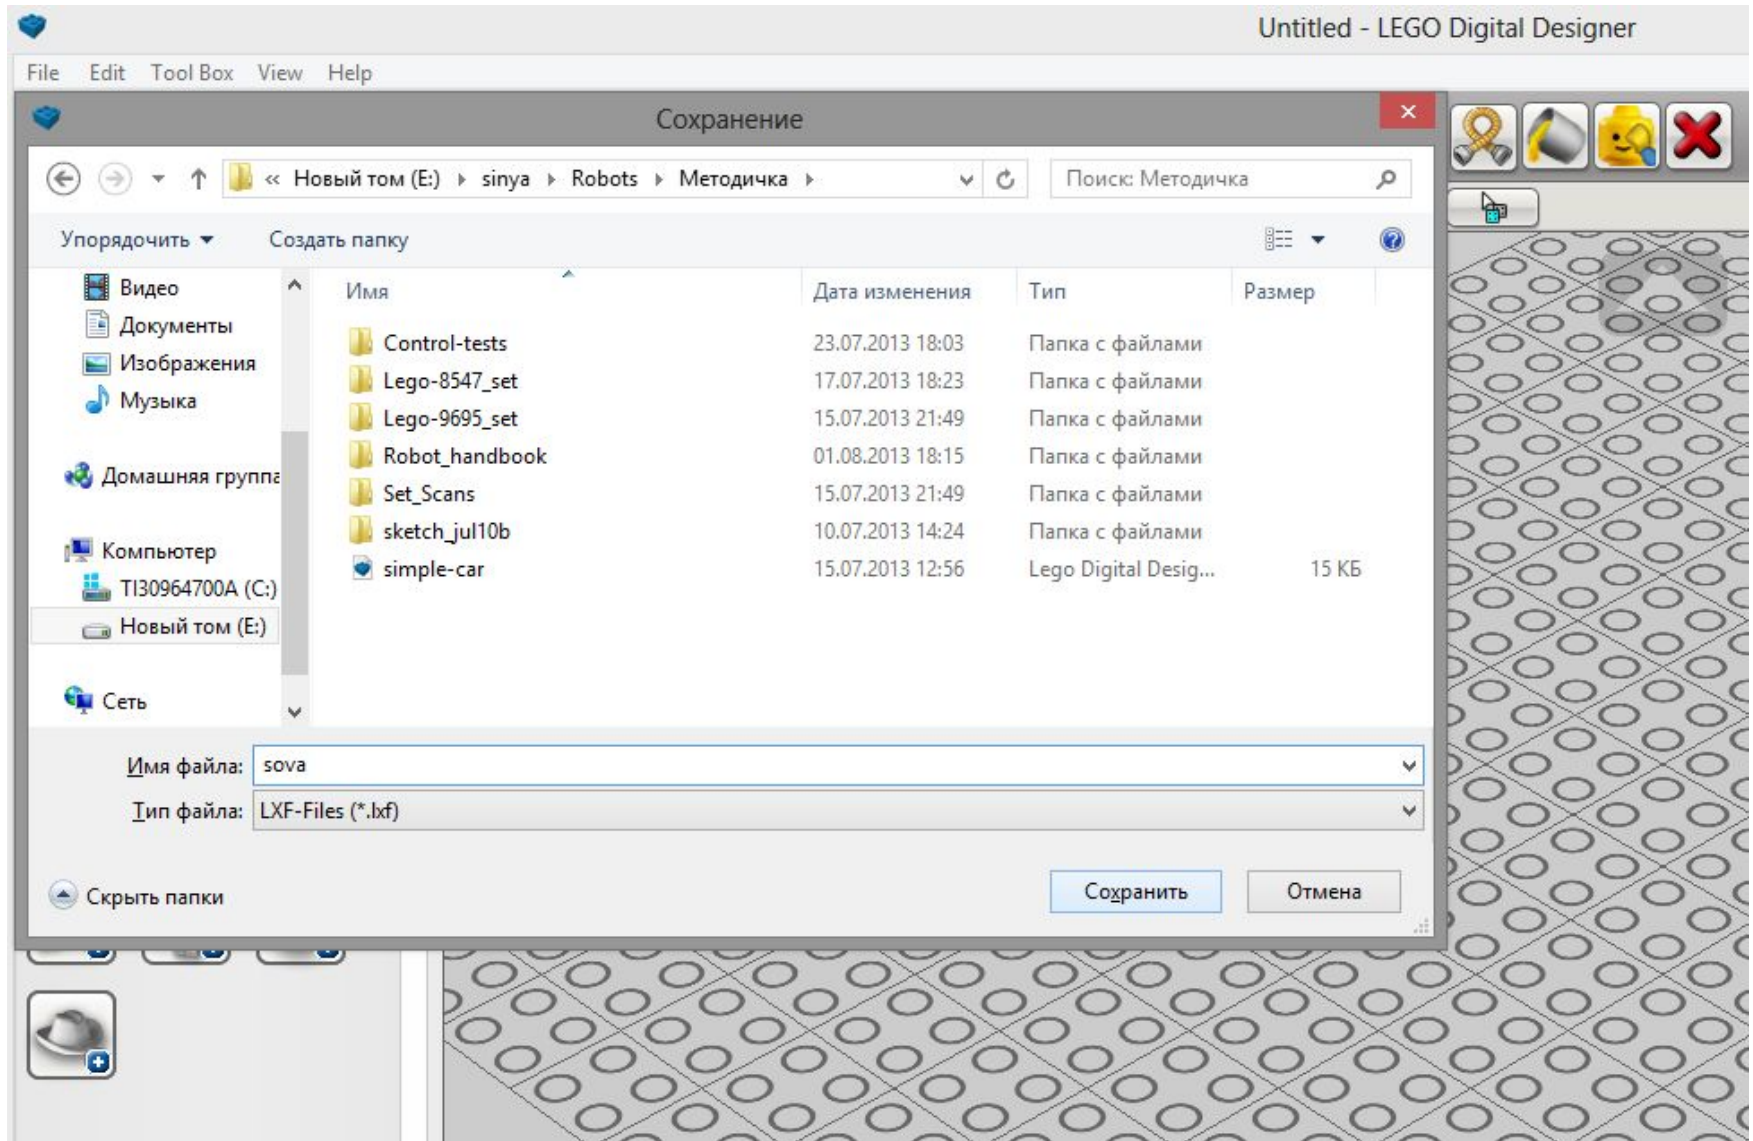 Untitled - LEGO Digital Designer
File Edit Tool Box View Help
Сохранение
« Новый том (E:) sinya Robots Методичка
Поиск: Методичка
Упорядочить Создать папку
Видео
Документы
Изображения
Музыка
Домашняя группа
Компьютер
TI30964700A (C:)
Новый том (E:)
Сеть
Имя Дата изменения Тип Размер
Control-tests 23.07.2013 18:03 Папка с файлами
Lego-8547_set 17.07.2013 18:23 Папка с файлами
Lego-9695_set 15.07.2013 21:49 Папка с файлами
Robot_handbook 01.08.2013 18:15 Папка с файлами
Set_Scans 15.07.2013 21:49 Папка с файлами
sketch_jul10b 10.07.2013 14:24 Папка с файлами
simple-car 15.07.2013 12:56 Lego Digital Desig... 15 КБ
Имя файла: sova
Тип файла: LXF-Files (*.lxf)
Скрыть папки
Сохранить Отмена